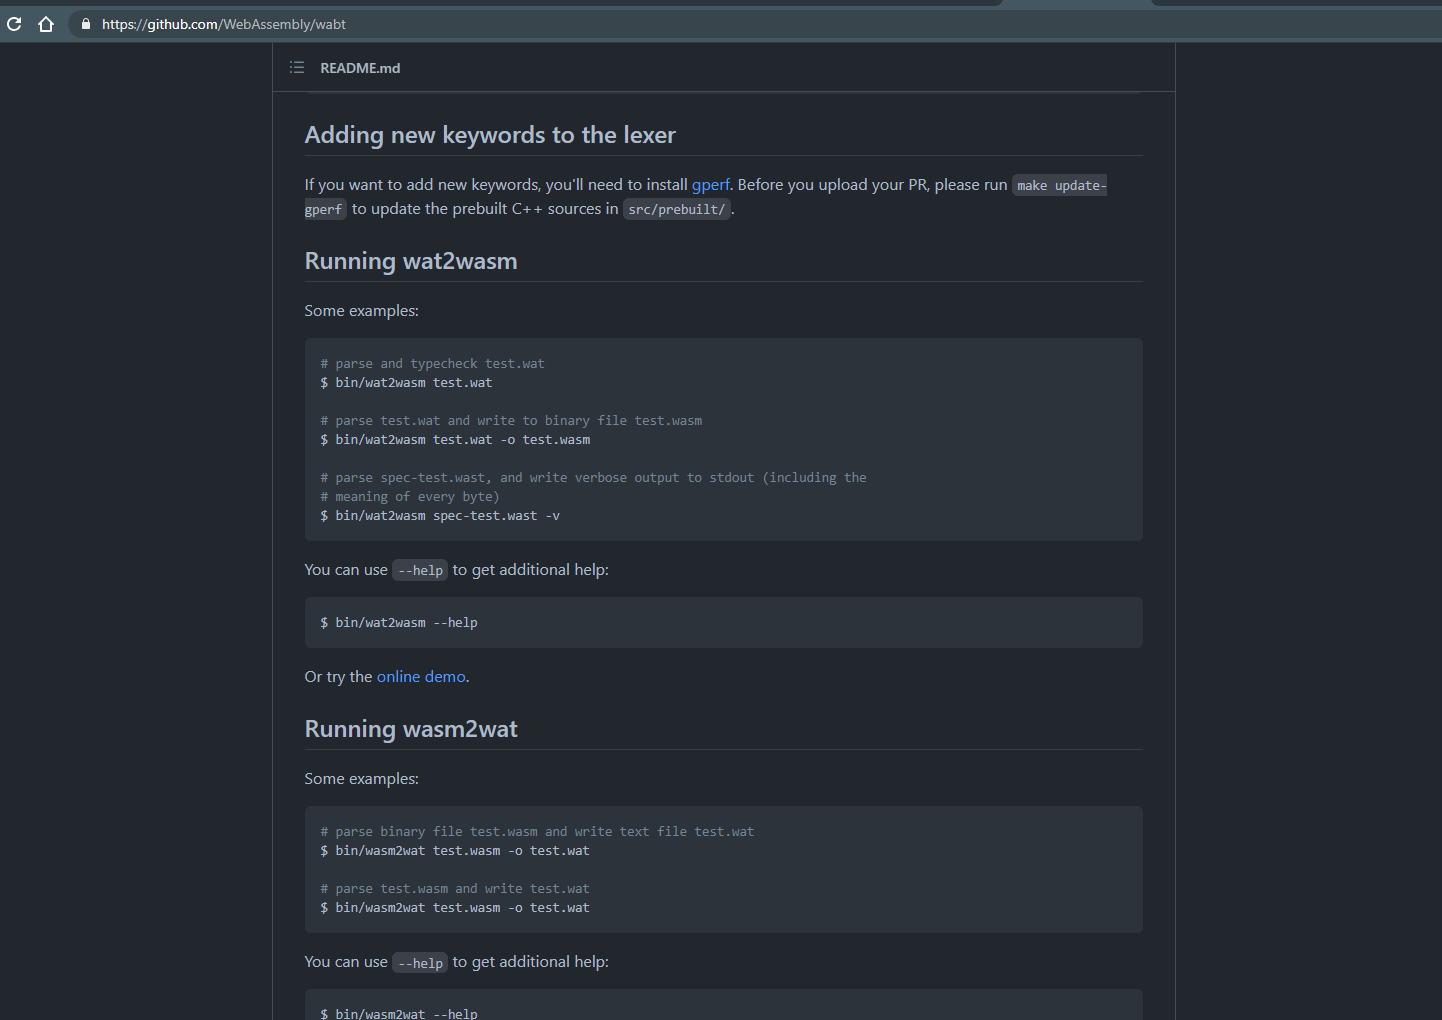 https://github.com/WebAssembly/wabt
README.md
Adding new keywords to the lexer
If you want to add new keywords, you'll need to install gperf. Before you upload your PR, please run make update-
gperf to update the prebuilt C++ sources in src/prebuilt/ .
Running wat2wasm
Some examples:
# parse and typecheck test.wat
$ bin/wat2wasm test.wat
# parse test.wat and write to binary file test.wasm
$ bin/wat2wasm test.wat -o test.wasm
# parse spec-test.wast, and write verbose output to stdout (including the
# meaning of every byte)
$ bin/wat2wasm spec-test.wast -v
You can use --help to get additional help:
$ bin/wat2wasm --help
Or try the online demo.
Running wasm2wat
Some examples:
# parse binary file test.wasm and write text file test.wat
$ bin/wasm2wat test.wasm -o test.wat
# parse test.wasm and write test.wat
$ bin/wasm2wat test.wasm -o test.wat
You can use --help to get additional help:
$ bin/wasm2wat --help